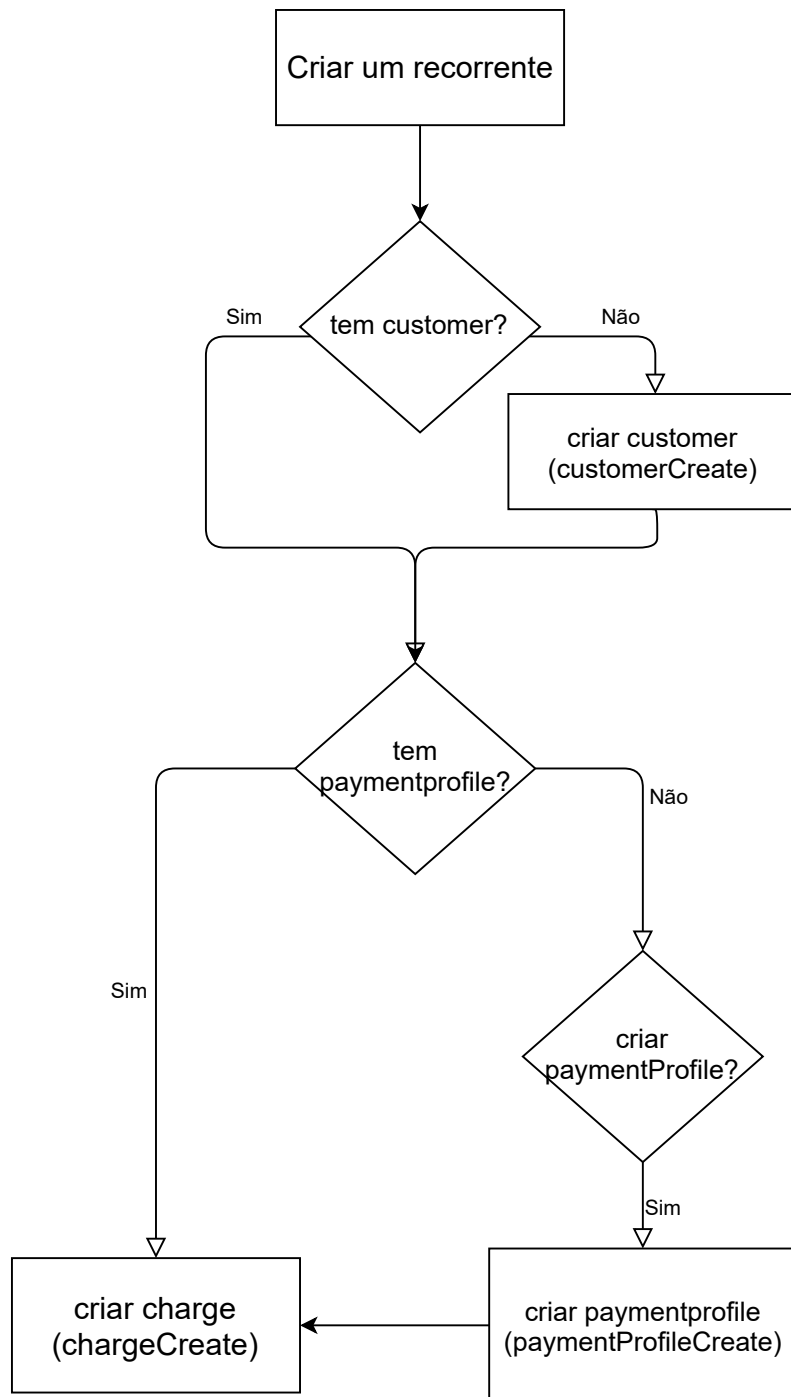 Criar um recorrente
tem customer?
Sim
Não
criar customer
(customerCreate)
tem
paymentprofile?
Não
Sim
criar
paymentProfile?
Sim
criar charge
(chargeCreate)
criar paymentprofile
(paymentProfileCreate)